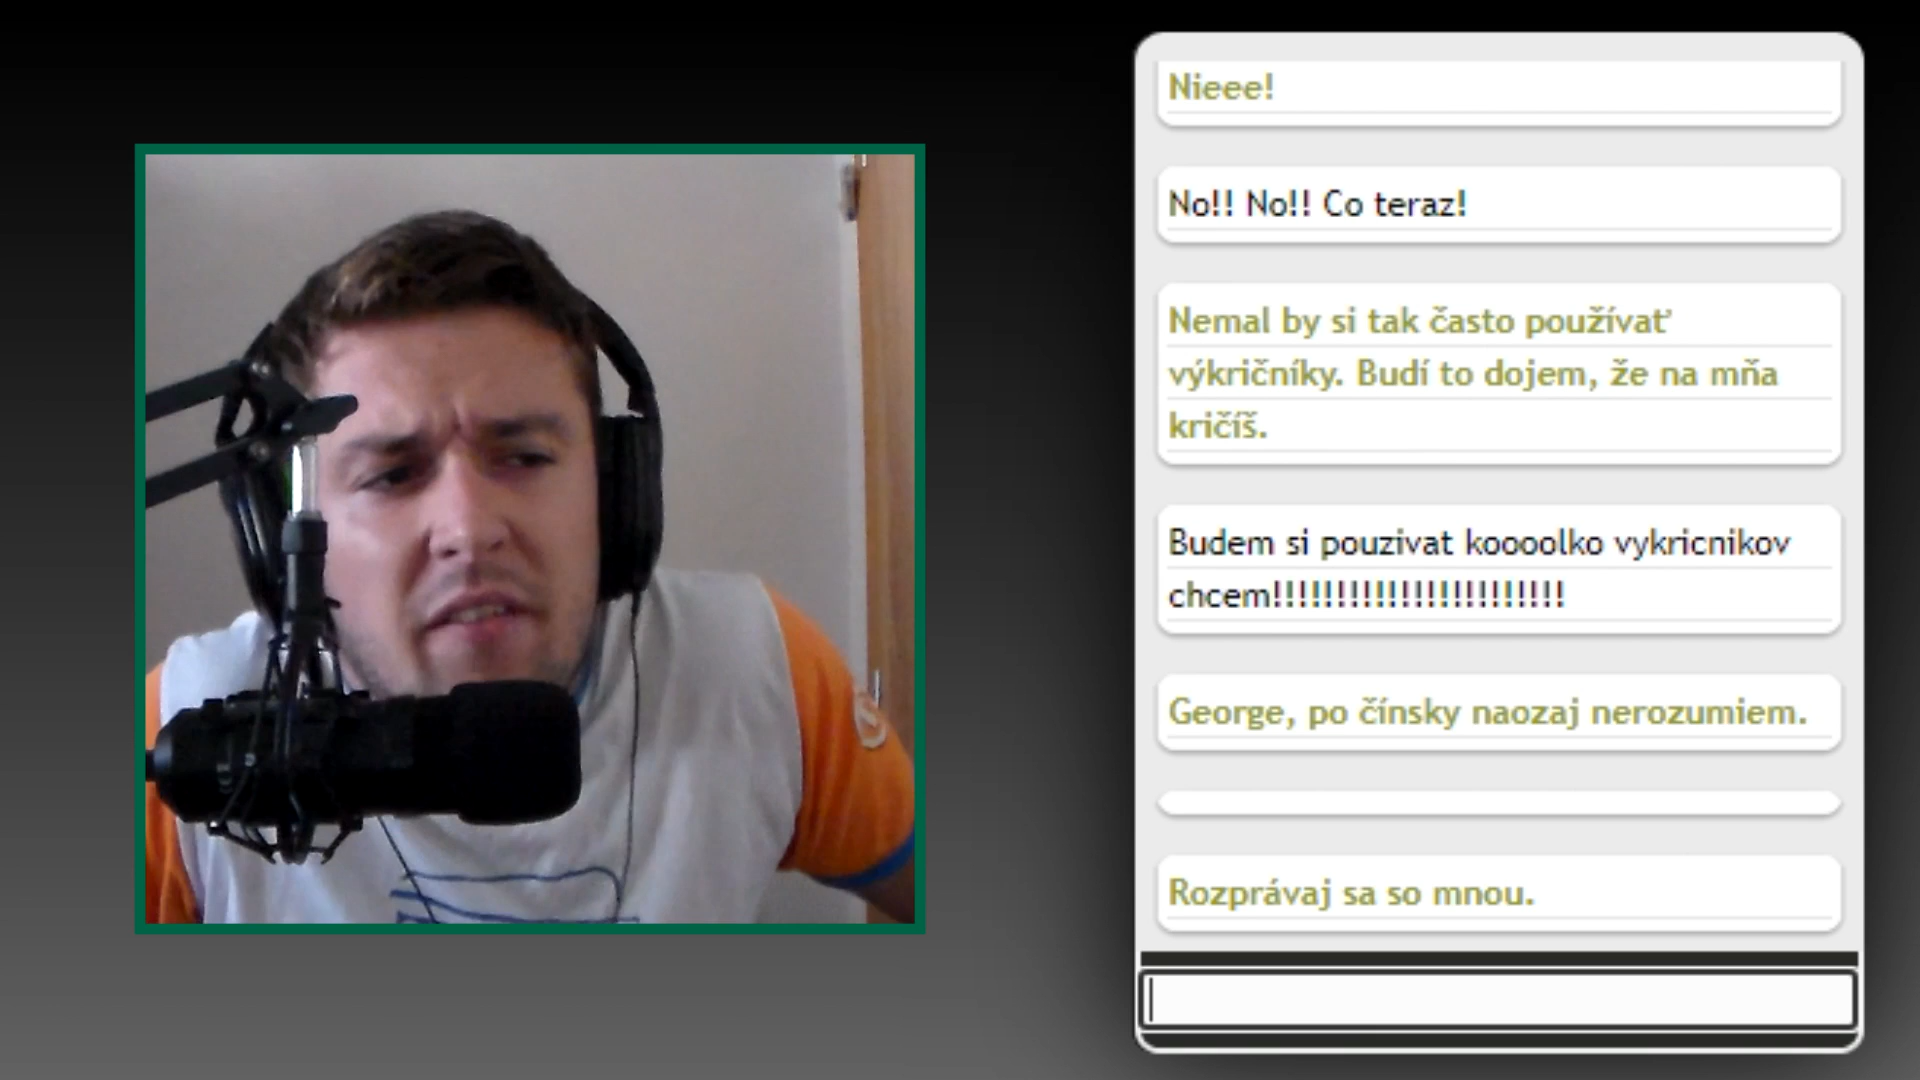 Nieee!
No!! No!! Co teraz!
Nemal by si tak často používať
výkričníky. Budí to dojem, že na mňa
kričíš.
Budem si pouzivat koooolko vykricnikov
chcem!!!!!!!!!!!!!!!!!!!!!!!
George, po čínsky naozaj nerozumiem.
Rozprávaj sa so mnou.